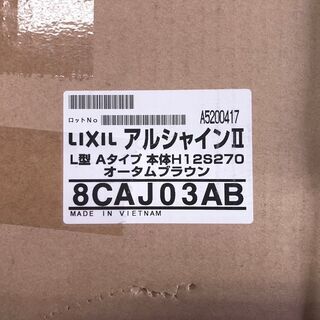 ロットNo A5200417
LIXIL アルシャインⅡ
L型 Aタイプ 本体H12S270
オータムブラウン
8CAJ03AB
MADE IN VIETNAM